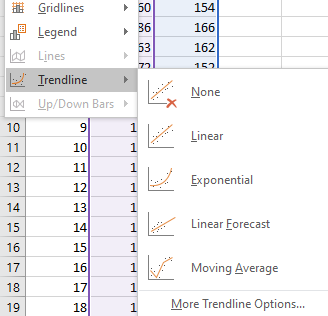 Gridlines 60 154
Legend 66 166
Lines 63 162
Trendline 72 152
Up/Down Bars
None
10 9 1
11 10 1
Linear
12 11 1
13 12 1
Exponential
14 13 1
15 14 1
Linear Forecast
16 15 1
17 16 1
Moving Average
18 17 1
19 18 1
More Trendline Options...